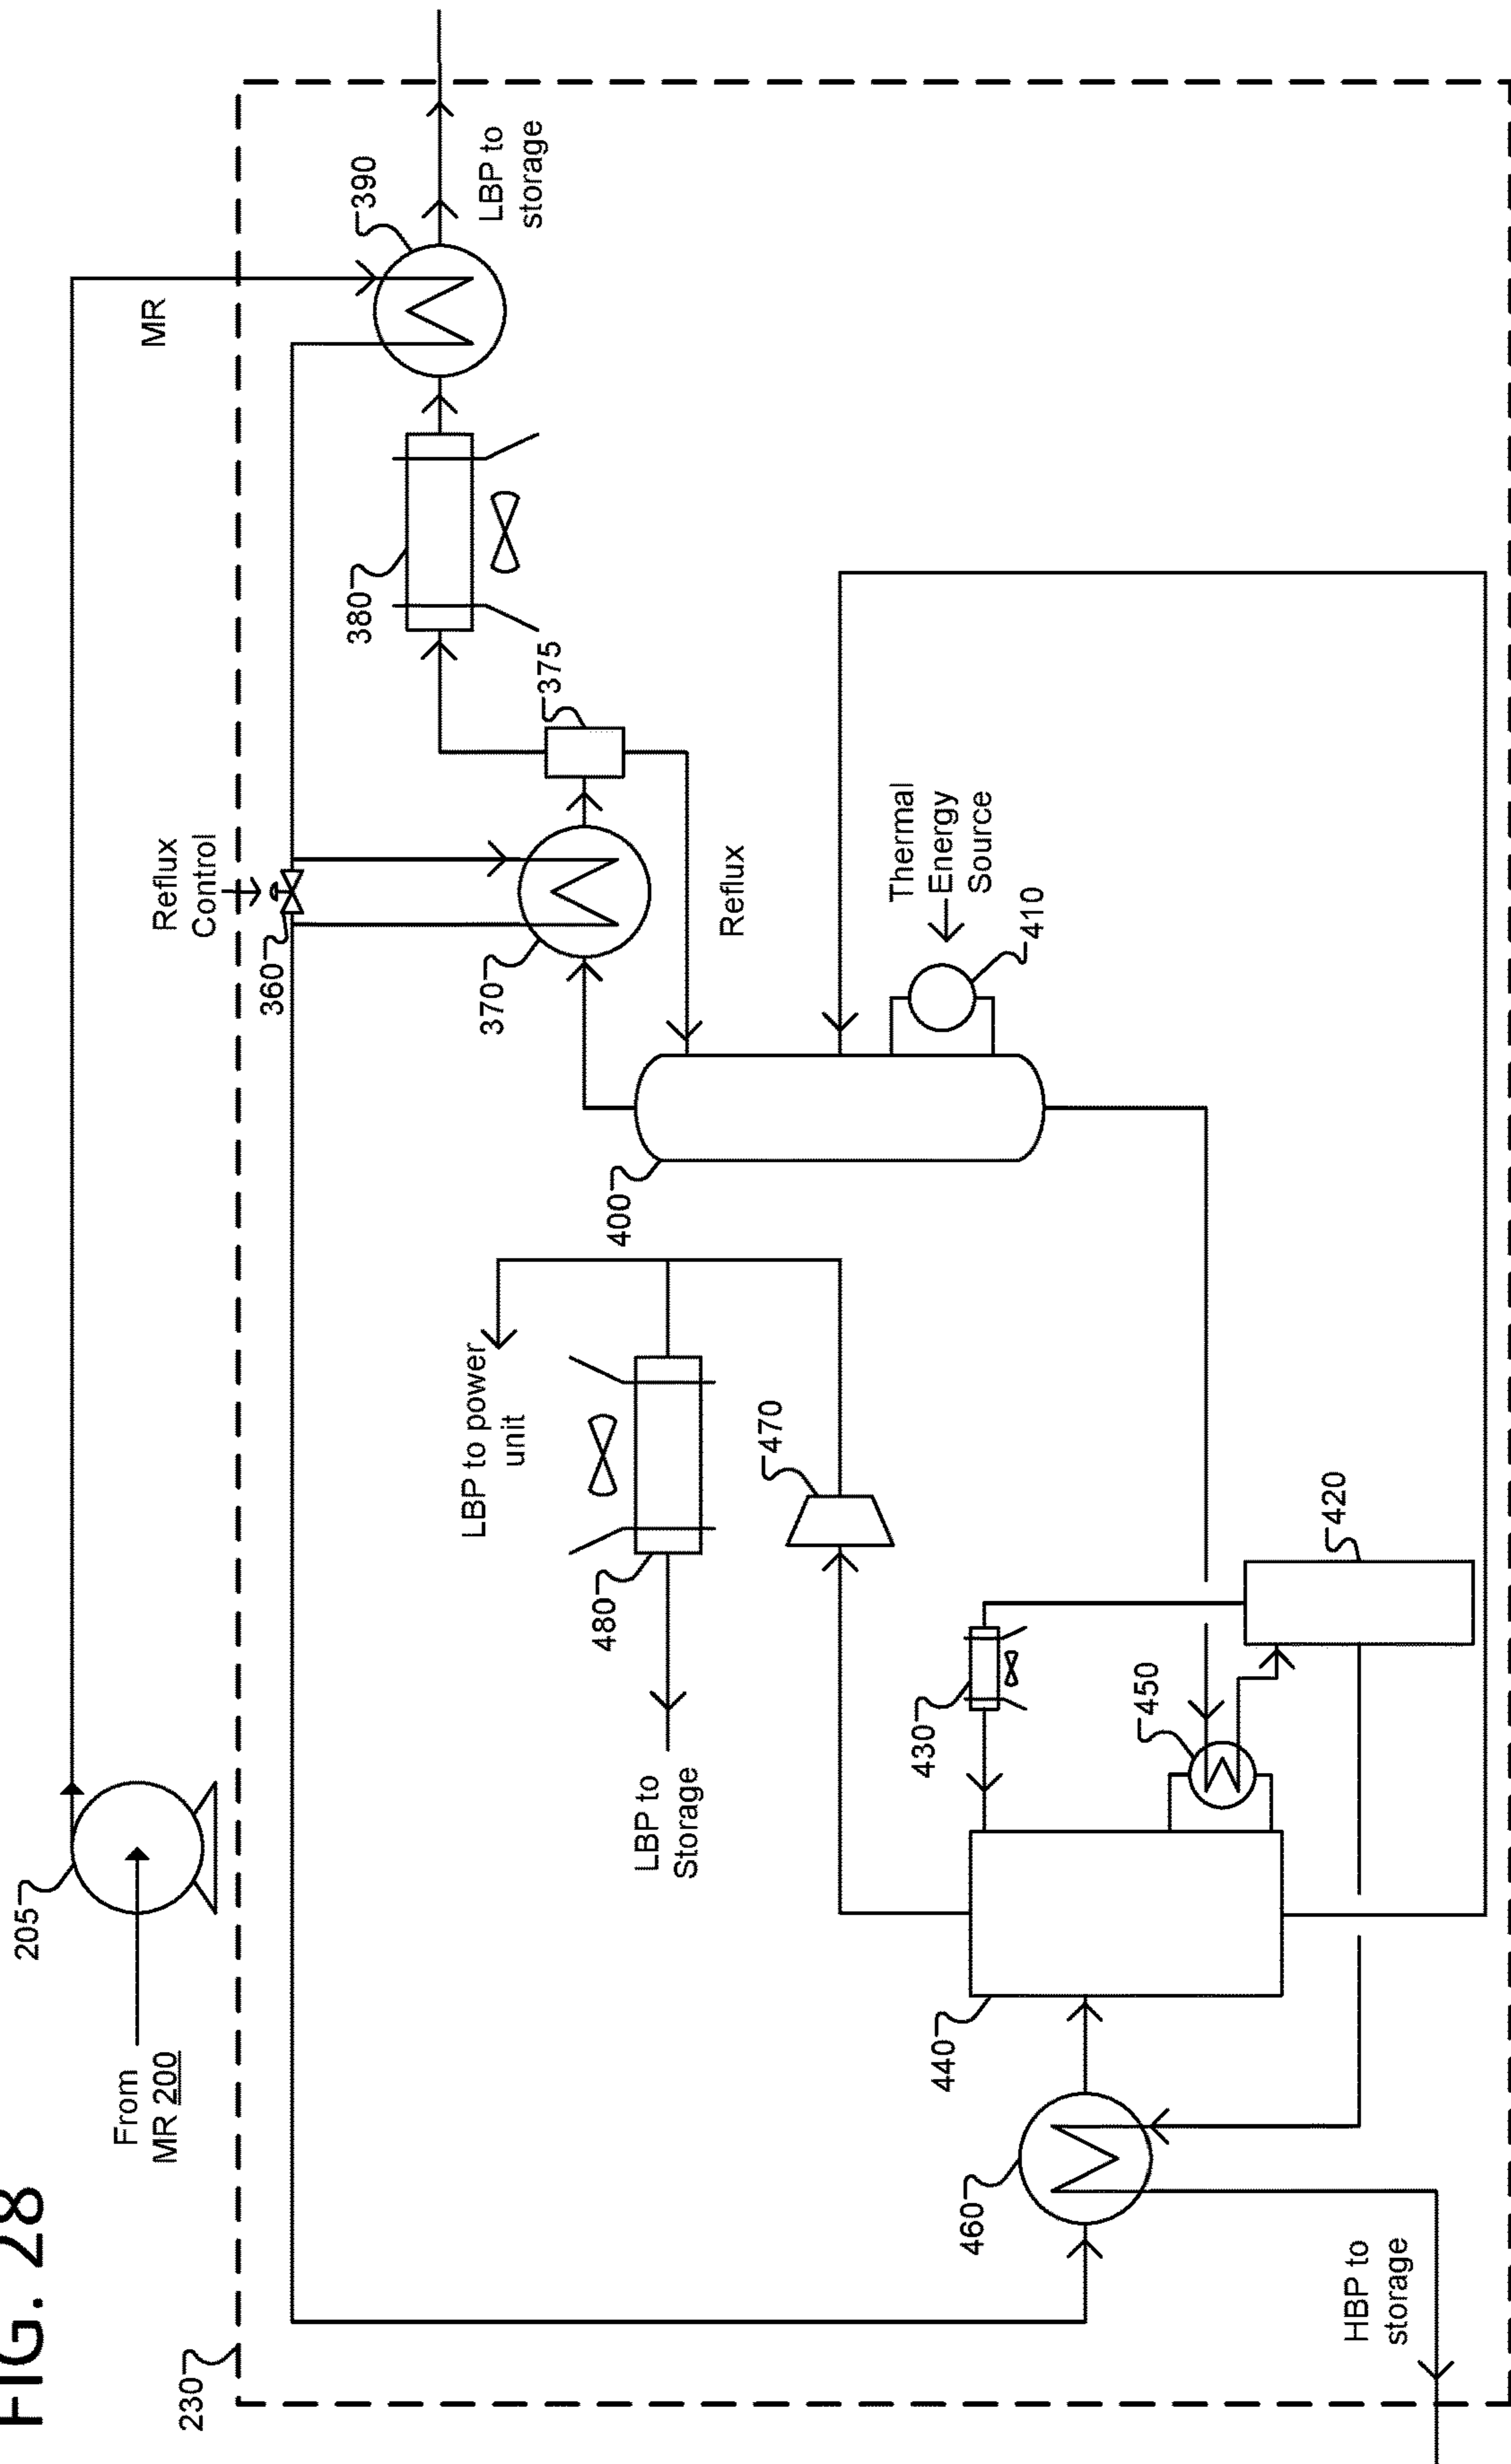 FIG. 28
From
MR 200
205
230
MR
Reflux
Control
360
370
375
380
390
LBP to
storage
Reflux
Thermal
Energy
Source
410
400
LBP to power
unit
480
LBP to
Storage
470
430
450
420
440
460
HBP to
storage